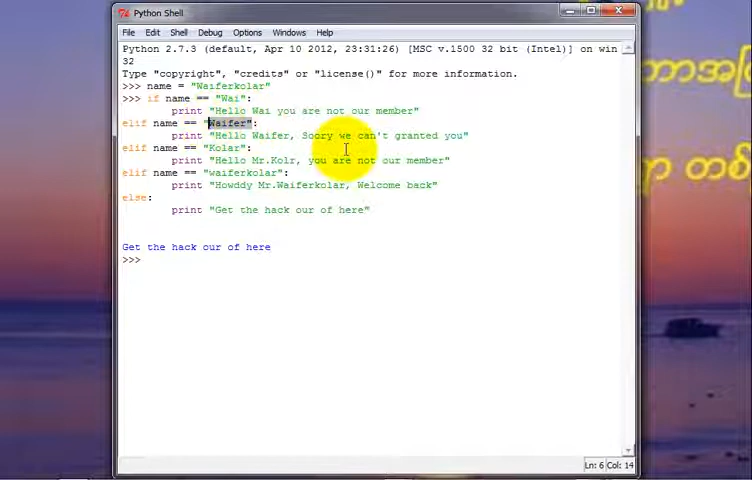 Python Shell
File Edit Shell Debug Options Windows Help
Python 2.7.3 (default, Apr 10 2012, 23:31:26) [MSC v.1500 32 bit (Intel)] on win
32
Type "copyright", "credits" or "license()" for more information.
>>> name = "Waiferkolar"
>>> if name == "Wai":
print "Hello Wai you are not our member"
elif name == "Waifer":
print "Hello Waifer, Soory we can't granted you"
elif name == "Kolar":
print "Hello Mr.Kolr, you are not our member"
elif name == "waiferkolar":
print "Howddy Mr.Waiferkolar, Welcome back"
else:
print "Get the hack our of here"
Get the hack our of here
>>>
Ln: 6 Col: 14